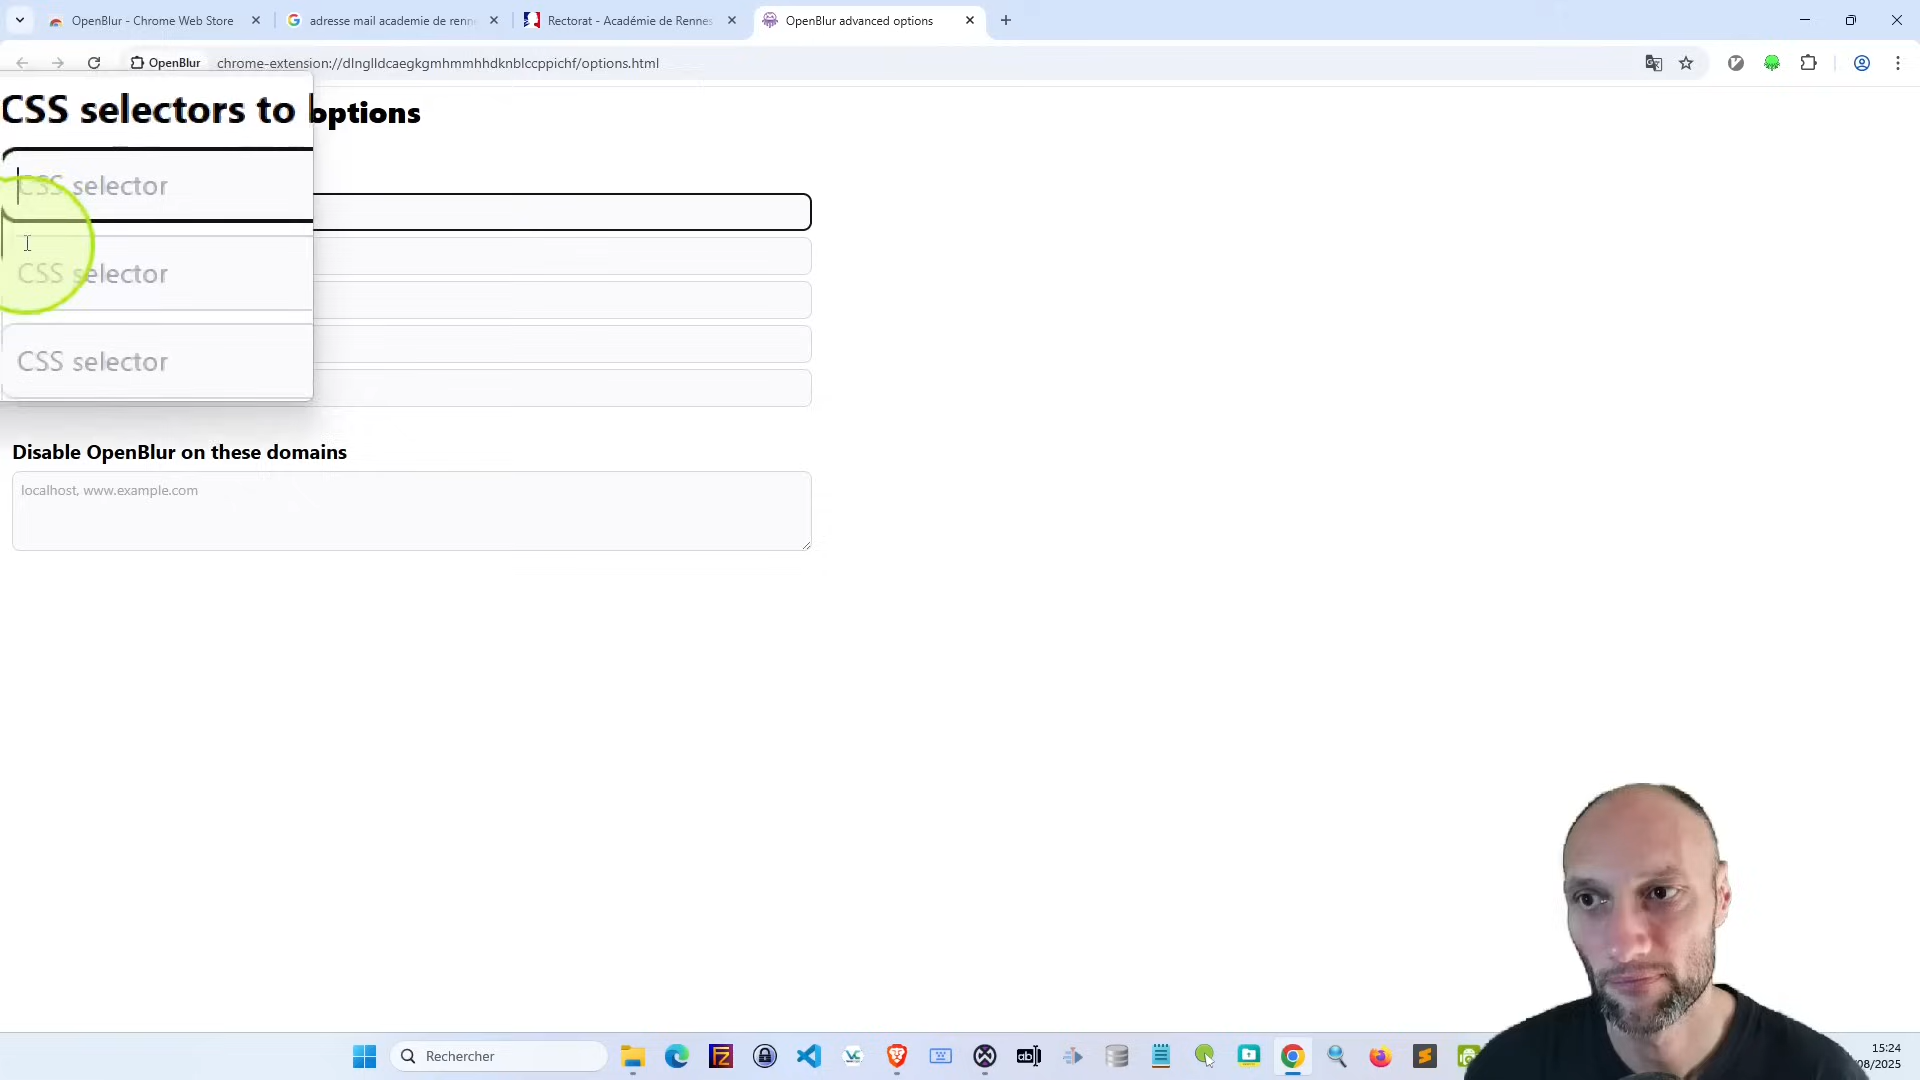 OpenBlur - Chrome Web Store
adresse mail academie de renne
Rectorat - Académie de Rennes
OpenBlur advanced options
OpenBlur
chrome-extension://dlnglldcaegkgmhmmhhdknblccppichf/options.html
CSS selectors to
options
CSS selector
CSS selector
CSS selector
Disable OpenBlur on these domains
localhost, www.example.com
Rechercher
15:24
08/2025